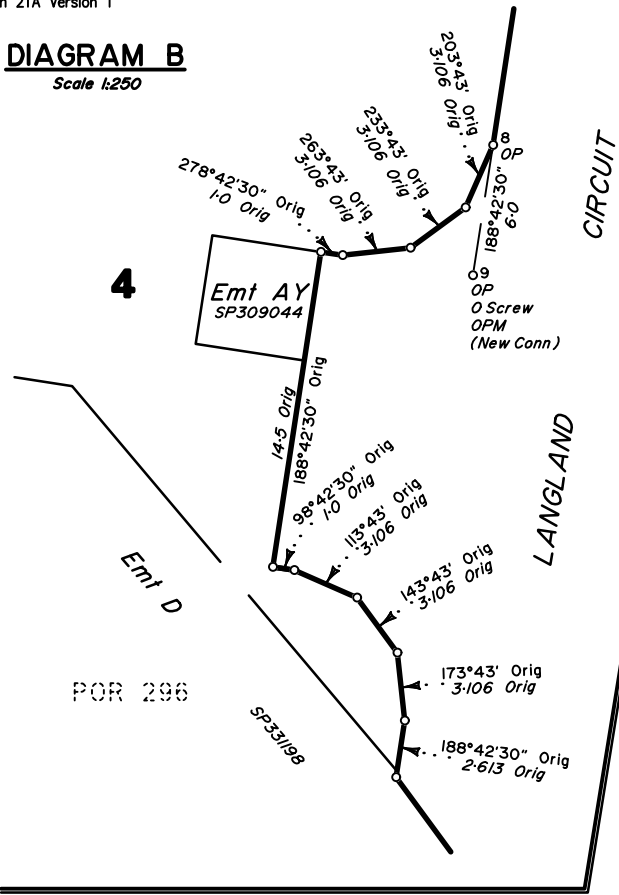 n 21A Version 1
DIAGRAM B
Scale 1:250
203°43' Orig
3·106 Orig
233°43' Orig
3·106 Orig
263°43' Orig
3·106 Orig
278°42'30" Orig
1·0 Orig
8
OP
188°42'30"
6·0
9
OP
O Screw
OPM
(New Conn)
CIRCUIT
4
Emt AY
SP309044
14·5 Orig
188°42'30" Orig
98°42'30" Orig
1·0 Orig
113°43' Orig
3·106 Orig
143°43' Orig
3·106 Orig
LANGLAND
Emt D
173°43' Orig
3·106 Orig
POR 296
SP331198
188°42'30" Orig
2·613 Orig